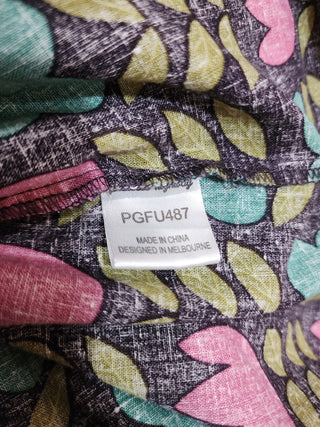 PGFU487
MADE IN CHINA
DESIGNED IN MELBOURNE